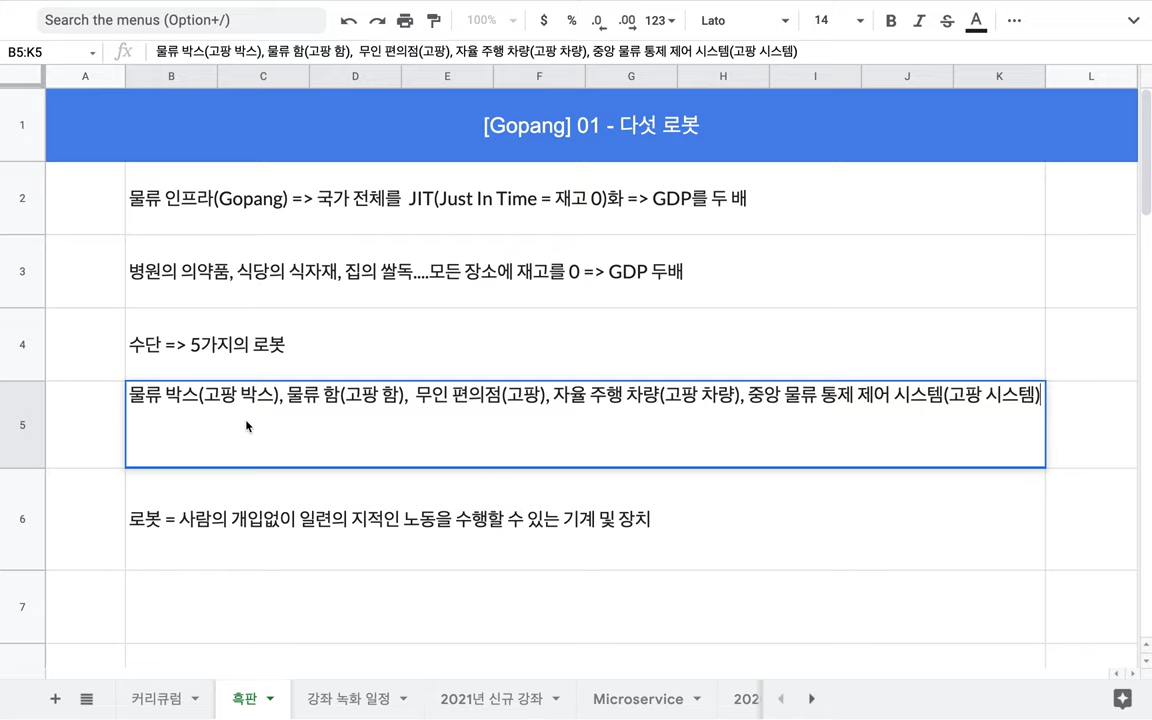 Search the menus (Option+/)
100%
$ % .0 .00 123 Lato 14 B I S A
B5:K5 fx 물류 박스(고팡 박스), 물류 함(고팡 함), 무인 편의점(고팡), 자율 주행 차량(고팡 차량), 중앙 물류 통제 제어 시스템(고팡 시스템)
A B C D E F G H I J K L
1 [Gopang] 01 - 다섯 로봇
2 물류 인프라(Gopang) => 국가 전체를 JIT(Just In Time = 재고 0)화 => GDP를 두 배
3 병원의 의약품, 식당의 식자재, 집의 쌀독....모든 장소에 재고를 0 => GDP 두배
4 수단 => 5가지의 로봇
5 물류 박스(고팡 박스), 물류 함(고팡 함), 무인 편의점(고팡), 자율 주행 차량(고팡 차량), 중앙 물류 통제 제어 시스템(고팡 시스템)
6 로봇 = 사람의 개입없이 일련의 지적인 노동을 수행할 수 있는 기계 및 장치
7
커리큐럼 흑판 강좌 녹화 일정 2021년 신규 강좌 Microservice 202